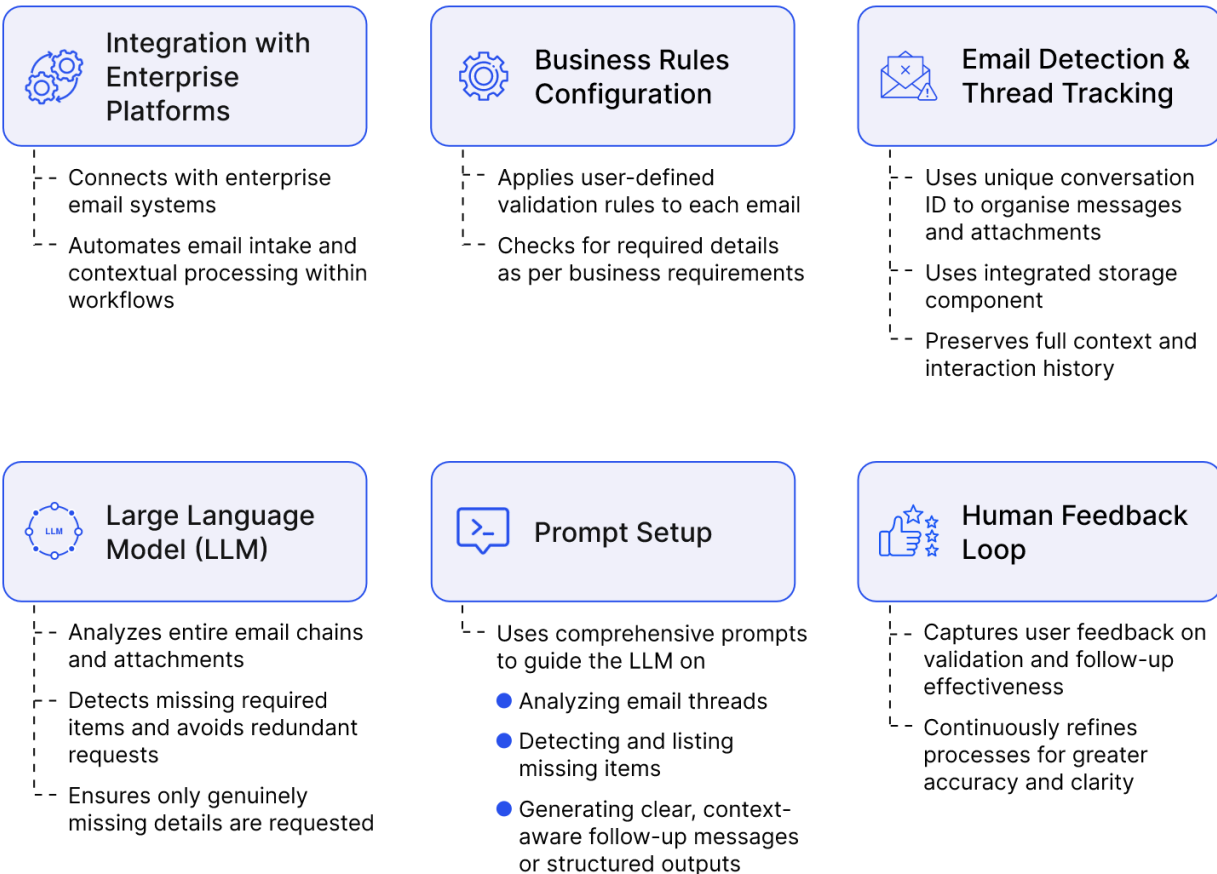 Integration with
Enterprise
Platforms
Connects with enterprise
email systems
Automates email intake and
contextual processing within
workflows
Business Rules
Configuration
Applies user-defined
validation rules to each email
Checks for required details
as per business requirements
Email Detection &
Thread Tracking
Uses unique conversation
ID to organise messages
and attachments
Uses integrated storage
component
Preserves full context and
interaction history
LLM
Large Language
Model (LLM)
Analyzes entire email chains
and attachments
Detects missing required
items and avoids redundant
requests
Ensures only genuinely
missing details are requested
Prompt Setup
Uses comprehensive prompts
to guide the LLM on
Analyzing email threads
Detecting and listing
missing items
Generating clear, context-
aware follow-up messages
or structured outputs
Human Feedback
Loop
Captures user feedback on
validation and follow-up
effectiveness
Continuously refines
processes for greater
accuracy and clarity